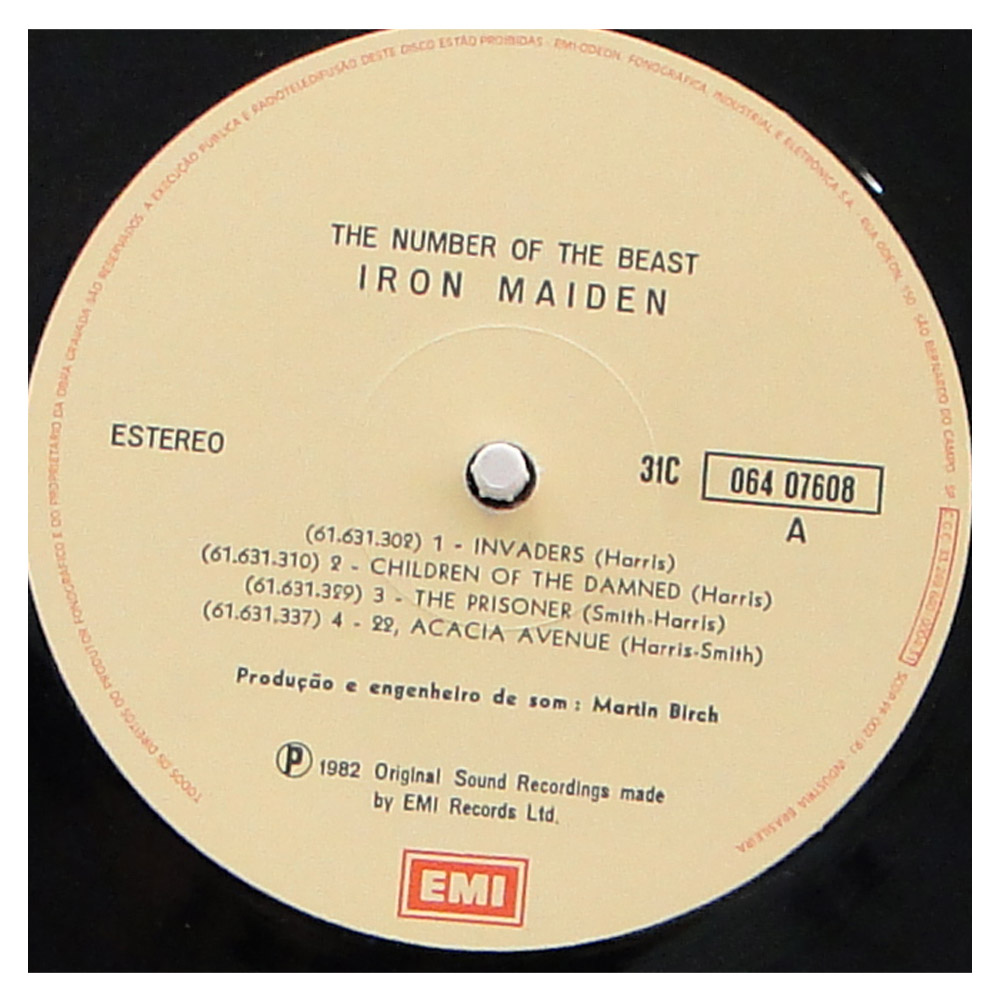 TODOS OS DIREITOS DO PRODUTOR FONOGRÁFICO E DO PROPRIETÁRIO DA OBRA GRAVADA SÃO RESERVADOS. A EXECUÇÃO PÚBLICA E RADIOTELEDIFUSÃO DESTE DISCO ESTÃO PROIBIDAS - EMI-ODEON, FONOGRÁFICA, INDUSTRIAL E ELETRÔNICA S.A. - RUA ODEON, 150 - SÃO BERNARDO DO CAMPO - SP - C.G.C. INDÚSTRIA BRASILEIRA
THE NUMBER OF THE BEAST
IRON MAIDEN
ESTEREO
31C 064 07608
A
(61.631.302) 1 - INVADERS (Harris)
(61.631.310) 2 - CHILDREN OF THE DAMNED (Harris)
(61.631.329) 3 - THE PRISONER (Smith-Harris)
(61.631.337) 4 - 22, ACACIA AVENUE (Harris-Smith)
Produção e engenheiro de som : Martin Birch
Ⓟ 1982 Original Sound Recordings made
by EMI Records Ltd.
EMI